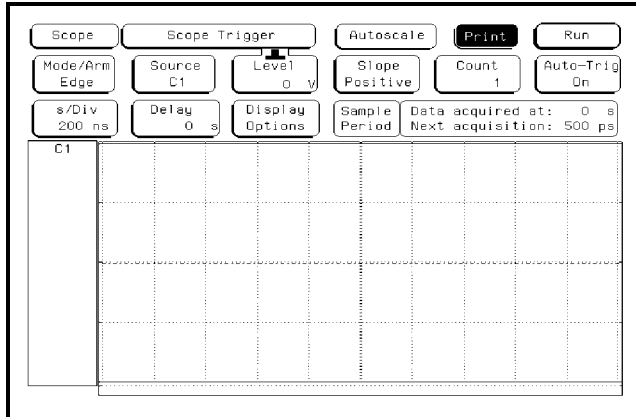 Scope Scope Trigger Autoscale Print Run
Mode/Arm Source Level Slope Count Auto-Trig
Edge C1 0 V Positive 1 On
s/Div Delay Display Sample Data acquired at: 0 s
200 ns 0 s Options Period Next acquisition: 500 ps
C1